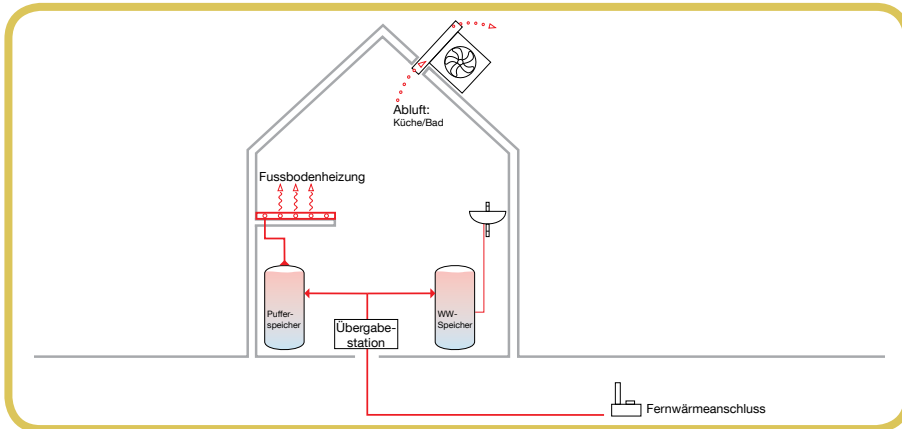 Abluft:
Küche/Bad
Fussbodenheizung
Puffer-
speicher
WW-
Speicher
Übergabe-
station
Fernwärmeanschluss